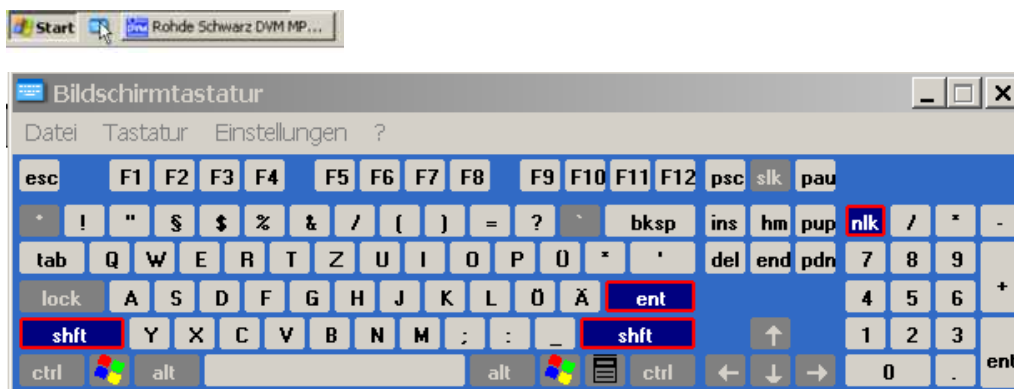 Start Rohde Schwarz DVM MP...
Bildschirmtastatur
Datei Tastatur Einstellungen ?
esc F1 F2 F3 F4 F5 F6 F7 F8 F9 F10 F11 F12 psc slk pau
° ! " § $ % & / ( ) = ? ` bksp ins hm pup nlk / * -
tab Q W E R T Z U I O P Ü * ' del end pdn 7 8 9 +
lock A S D F G H J K L Ö Ä ent 4 5 6
shft Y X C V B N M ; : _ shft ↑ 1 2 3 ent
ctrl alt alt ctrl ← ↓ → 0 .